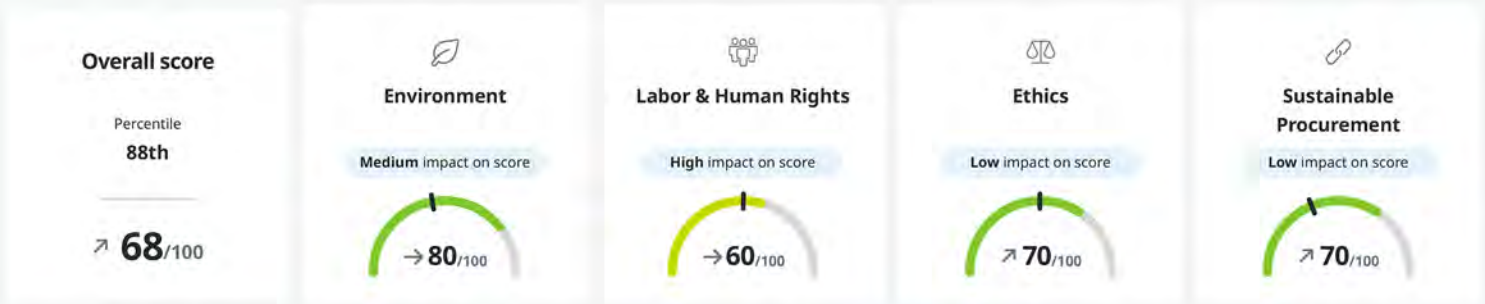 Overall score
Percentile
88th
68/100
Environment
Medium impact on score
80/100
Labor & Human Rights
High impact on score
60/100
Ethics
Low impact on score
70/100
Sustainable
Procurement
Low impact on score
70/100